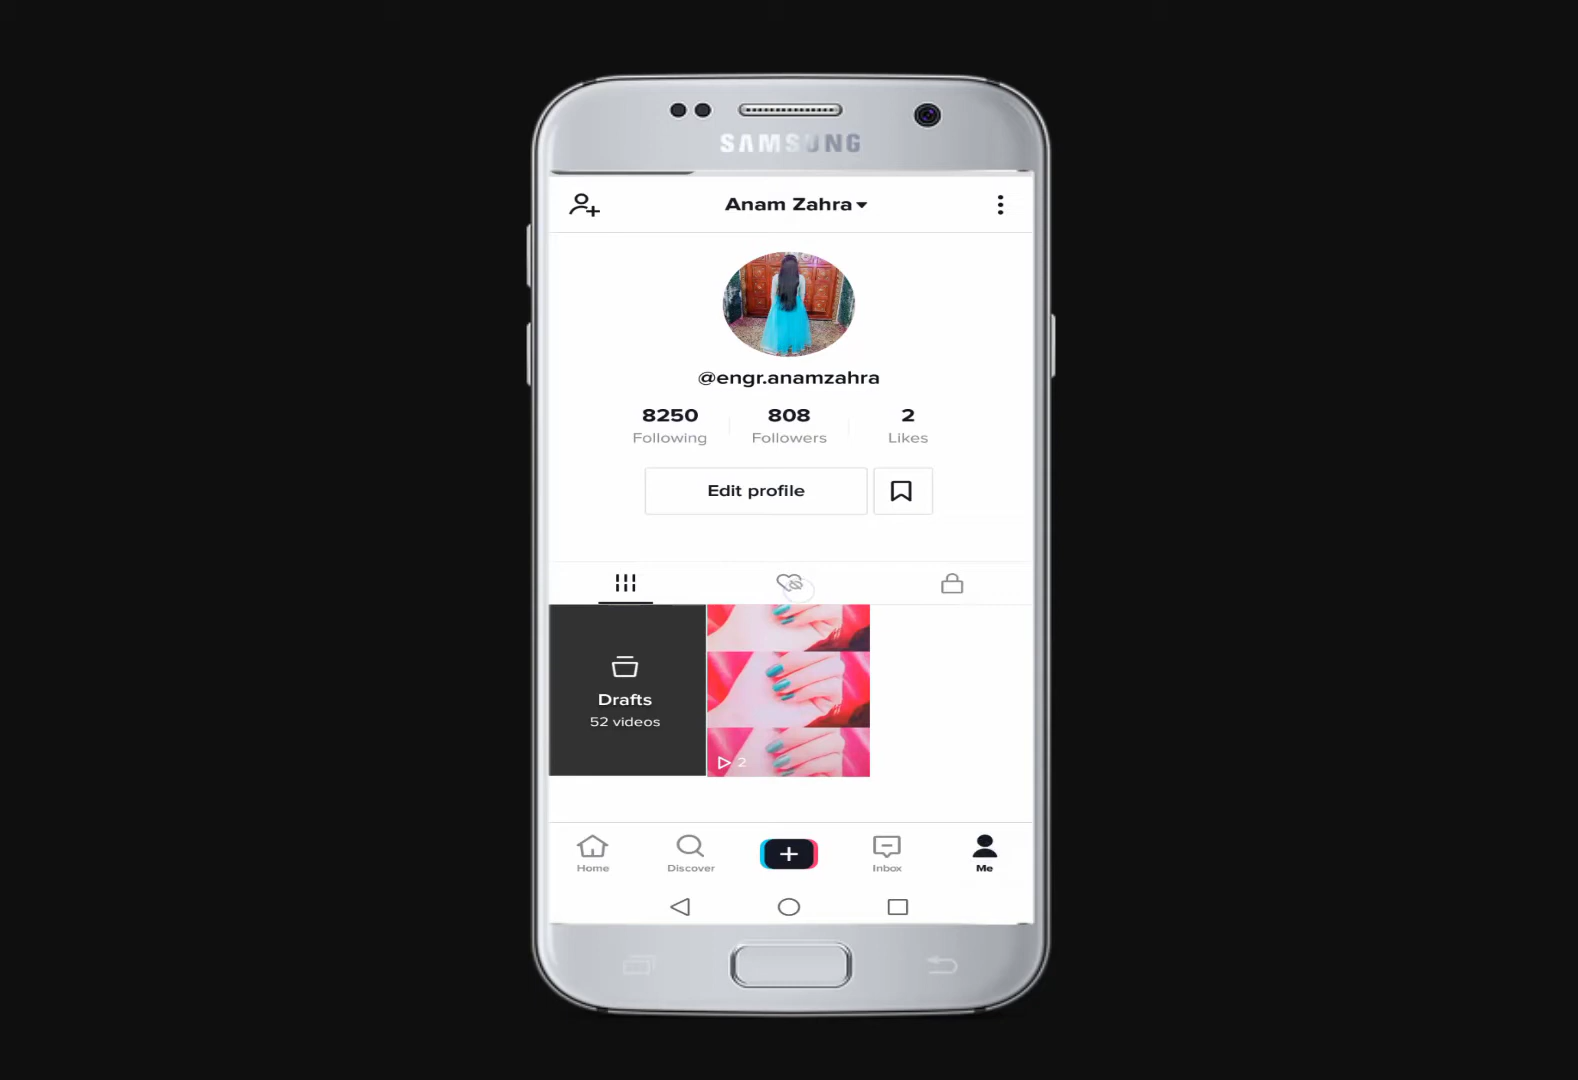 SAMSUNG
Anam Zahra
@engr.anamzahra
8250 808 2
Following Followers Likes
Edit profile
Drafts
52 videos
2
Home Discover Inbox Me